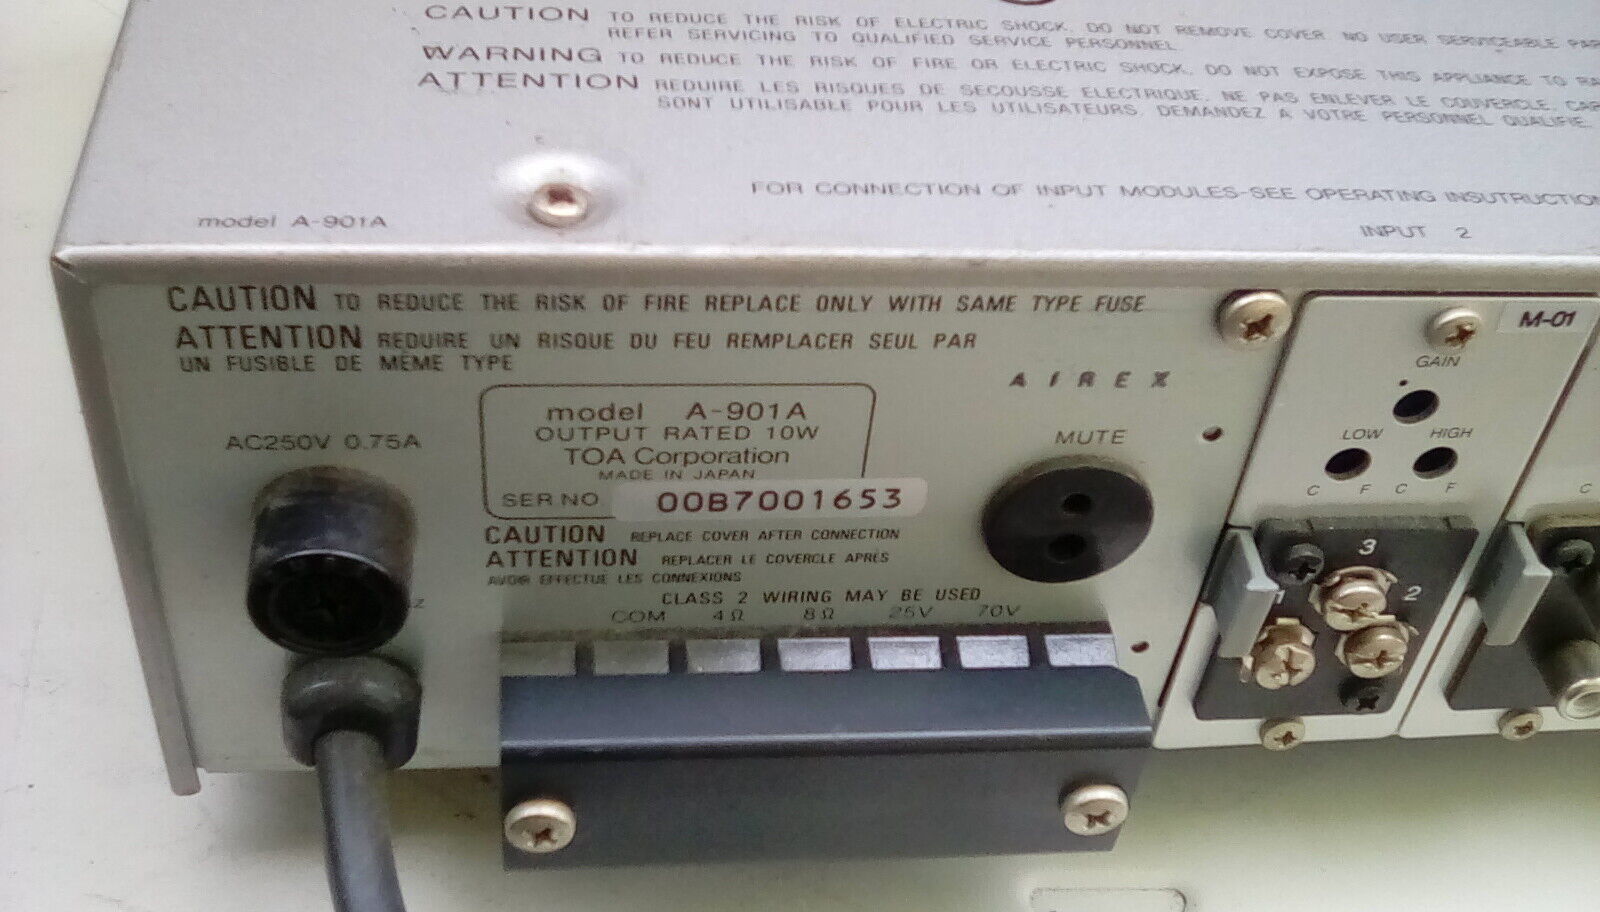 CAUTION TO REDUCE THE RISK OF ELECTRIC SHOCK. DO NOT REMOVE COVER NO USER SERVICEABLE PAR
REFER SERVICING TO QUALIFIED SERVICE PERSONNEL
WARNING TO REDUCE THE RISK OF FIRE OR ELECTRIC SHOCK, DO NOT EXPOSE THIS APPLIANCE TO RA
ATTENTION REDUIRE LES RISQUES DE SECOUSSE ELECTRIQUE, NE PAS ENLEVER LE COUVERCLE, CAR
SONT UTILISABLE POUR LES UTILISATEURS. DEMANDEZ A VOTRE PERSONNEL QUALIFIE.
FOR CONNECTION OF INPUT MODULES-SEE OPERATING INSUTRUCTION
model A-901A
INPUT 2
CAUTION TO REDUCE THE RISK OF FIRE REPLACE ONLY WITH SAME TYPE FUSE
ATTENTION REDUIRE UN RISQUE DU FEU REMPLACER SEUL PAR
UN FUSIBLE DE MEME TYPE
AIREX
M-01
GAIN
AC250V 0.75A
model A-901A
OUTPUT RATED 10W
TOA Corporation
MADE IN JAPAN
SER NO 00B7001653
MUTE
LOW HIGH
C F C F
C
CAUTION REPLACE COVER AFTER CONNECTION
ATTENTION REPLACER LE COVERCLE APRÈS
AVOIR EFFECTUE LES CONNEXIONS
CLASS 2 WIRING MAY BE USED
COM 4Ω 8Ω 25V 70V
3
1 2